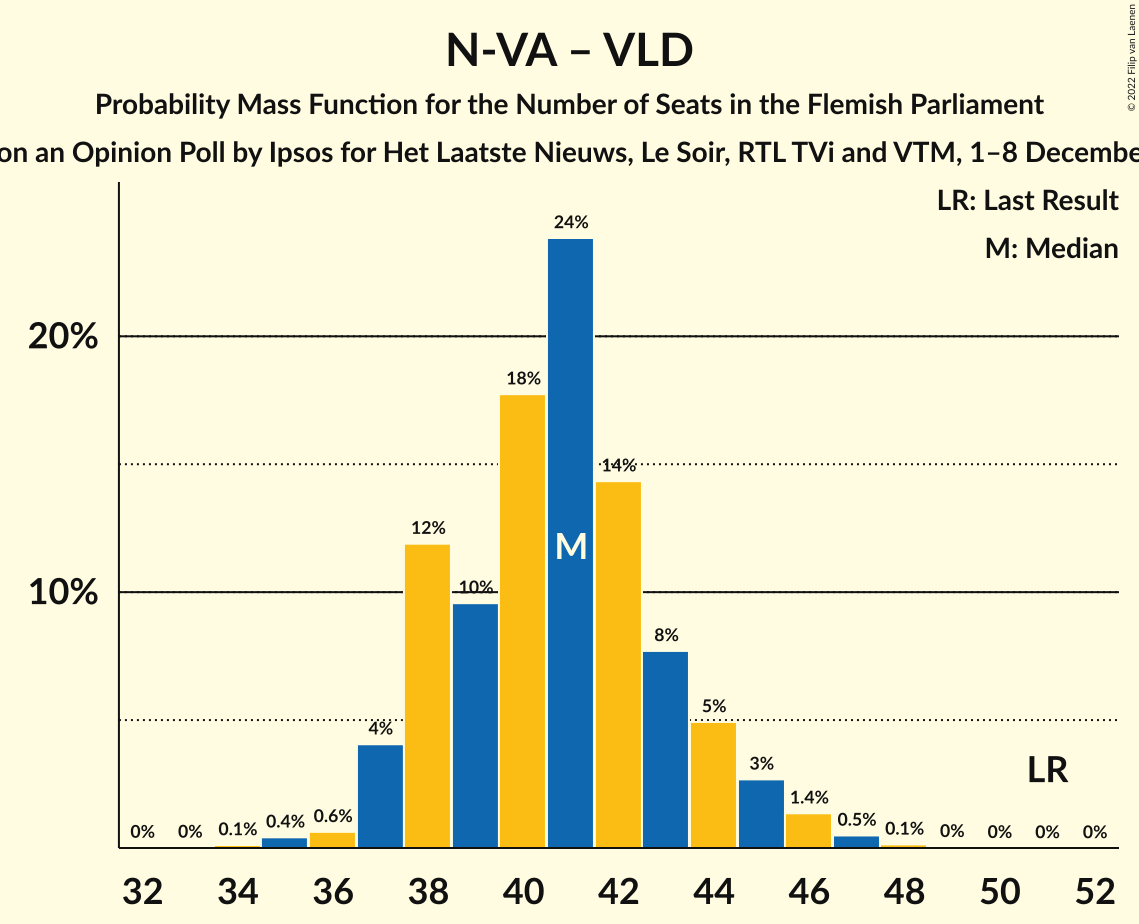 N-VA – VLD
Probability Mass Function for the Number of Seats in the Flemish Parliament
on an Opinion Poll by Ipsos for Het Laatste Nieuws, Le Soir, RTL TVi and VTM, 1–8 Decembe
© 2022 Filip van Laenen
LR: Last Result
M: Median
20%
10%
0% 0% 0.1% 0.4% 0.6% 4% 12% 10% 18% 24% 14% 8% 5% 3% 1.4% 0.5% 0.1% 0% 0% 0% 0%
M
LR
32 34 36 38 40 42 44 46 48 50 52